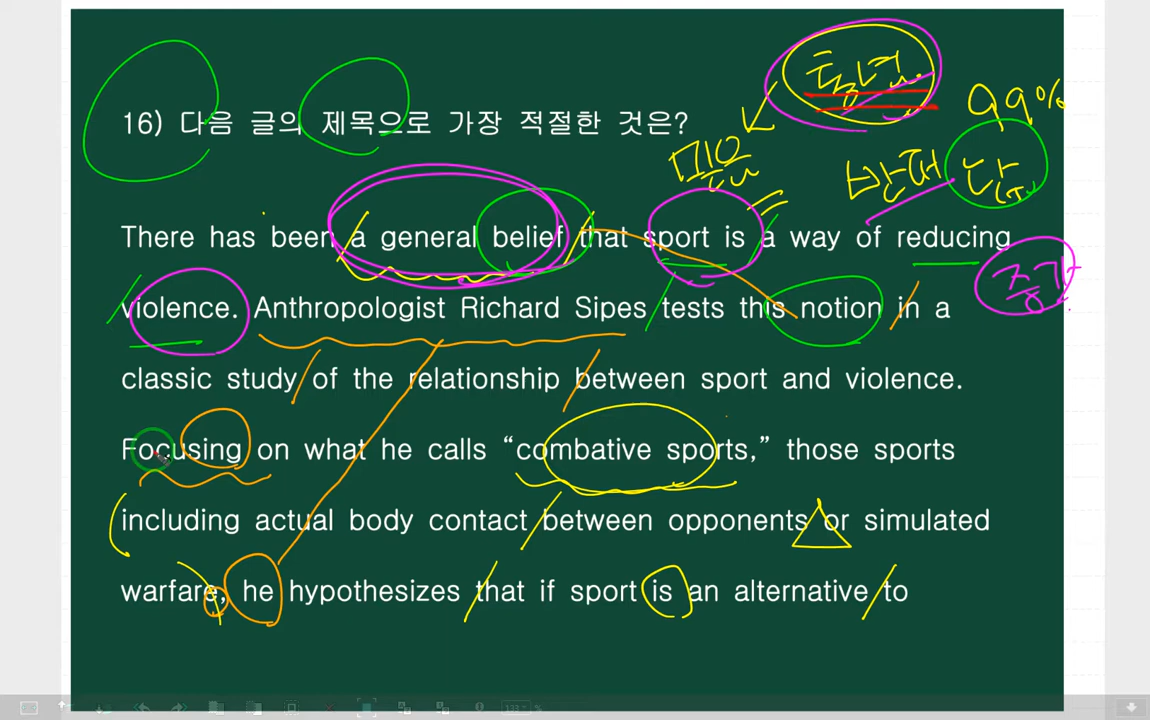 통념
99%
믿음
반대 답
16) 다음 글의 제목으로 가장 적절한 것은?
There has been a general belief that sport is a way of reducing
증가
violence. Anthropologist Richard Sipes tests this notion in a
classic study of the relationship between sport and violence.
Focusing on what he calls “combative sports,” those sports
including actual body contact between opponents or simulated
warfare, he hypothesizes that if sport is an alternative to
133 %